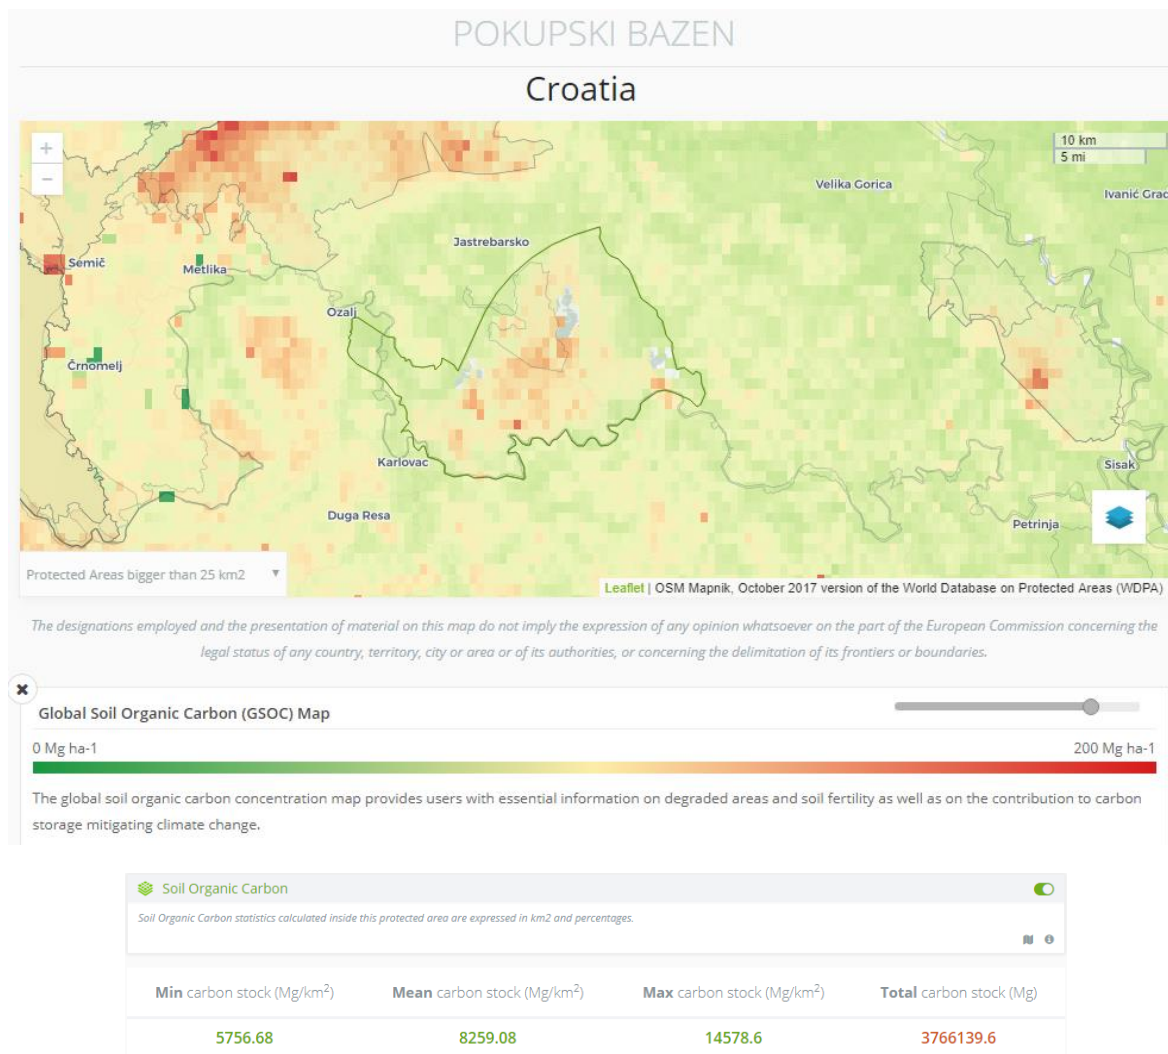 POKUPSKI BAZEN
Croatia
+
−
10 km
5 mi
Velika Gorica
Ivanić Grad
Jastrebarsko
Semič
Metlika
Ozalj
Črnomelj
Karlovac
Sisak
Duga Resa
Petrinja
Protected Areas bigger than 25 km2 ▼
Leaflet | OSM Mapnik, October 2017 version of the World Database on Protected Areas (WDPA)
The designations employed and the presentation of material on this map do not imply the expression of any opinion whatsoever on the part of the European Commission concerning the
legal status of any country, territory, city or area or of its authorities, or concerning the delimitation of its frontiers or boundaries.
Global Soil Organic Carbon (GSOC) Map
0 Mg ha-1 200 Mg ha-1
The global soil organic carbon concentration map provides users with essential information on degraded areas and soil fertility as well as on the contribution to carbon
storage mitigating climate change.
Soil Organic Carbon
Soil Organic Carbon statistics calculated inside this protected area are expressed in km2 and percentages.
Min carbon stock (Mg/km²) Mean carbon stock (Mg/km²) Max carbon stock (Mg/km²) Total carbon stock (Mg)
5756.68 8259.08 14578.6 3766139.6